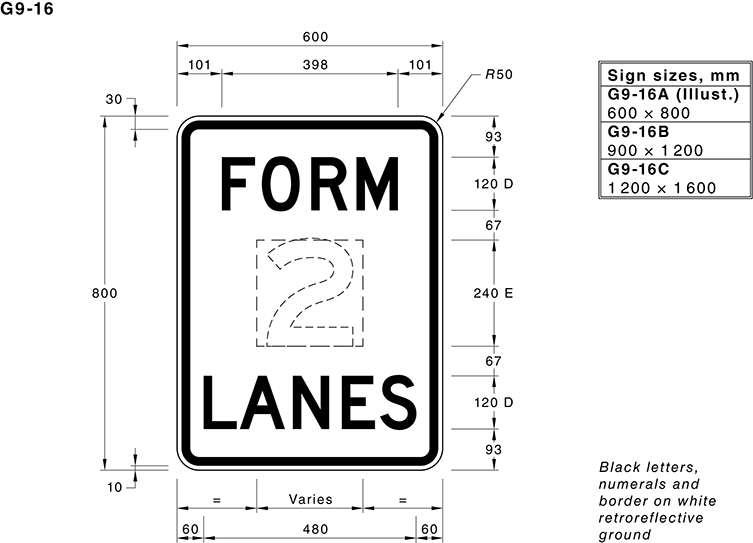 G9-16
600
101 398 101
R50
30
93
FORM
120 D
67
2
800
240 E
67
LANES
120 D
93
10
= Varies =
60 480 60
Sign sizes, mm
G9-16A (Illust.)
600 × 800
G9-16B
900 × 1 200
G9-16C
1 200 × 1 600
Black letters,
numerals and
border on white
retroreflective
ground